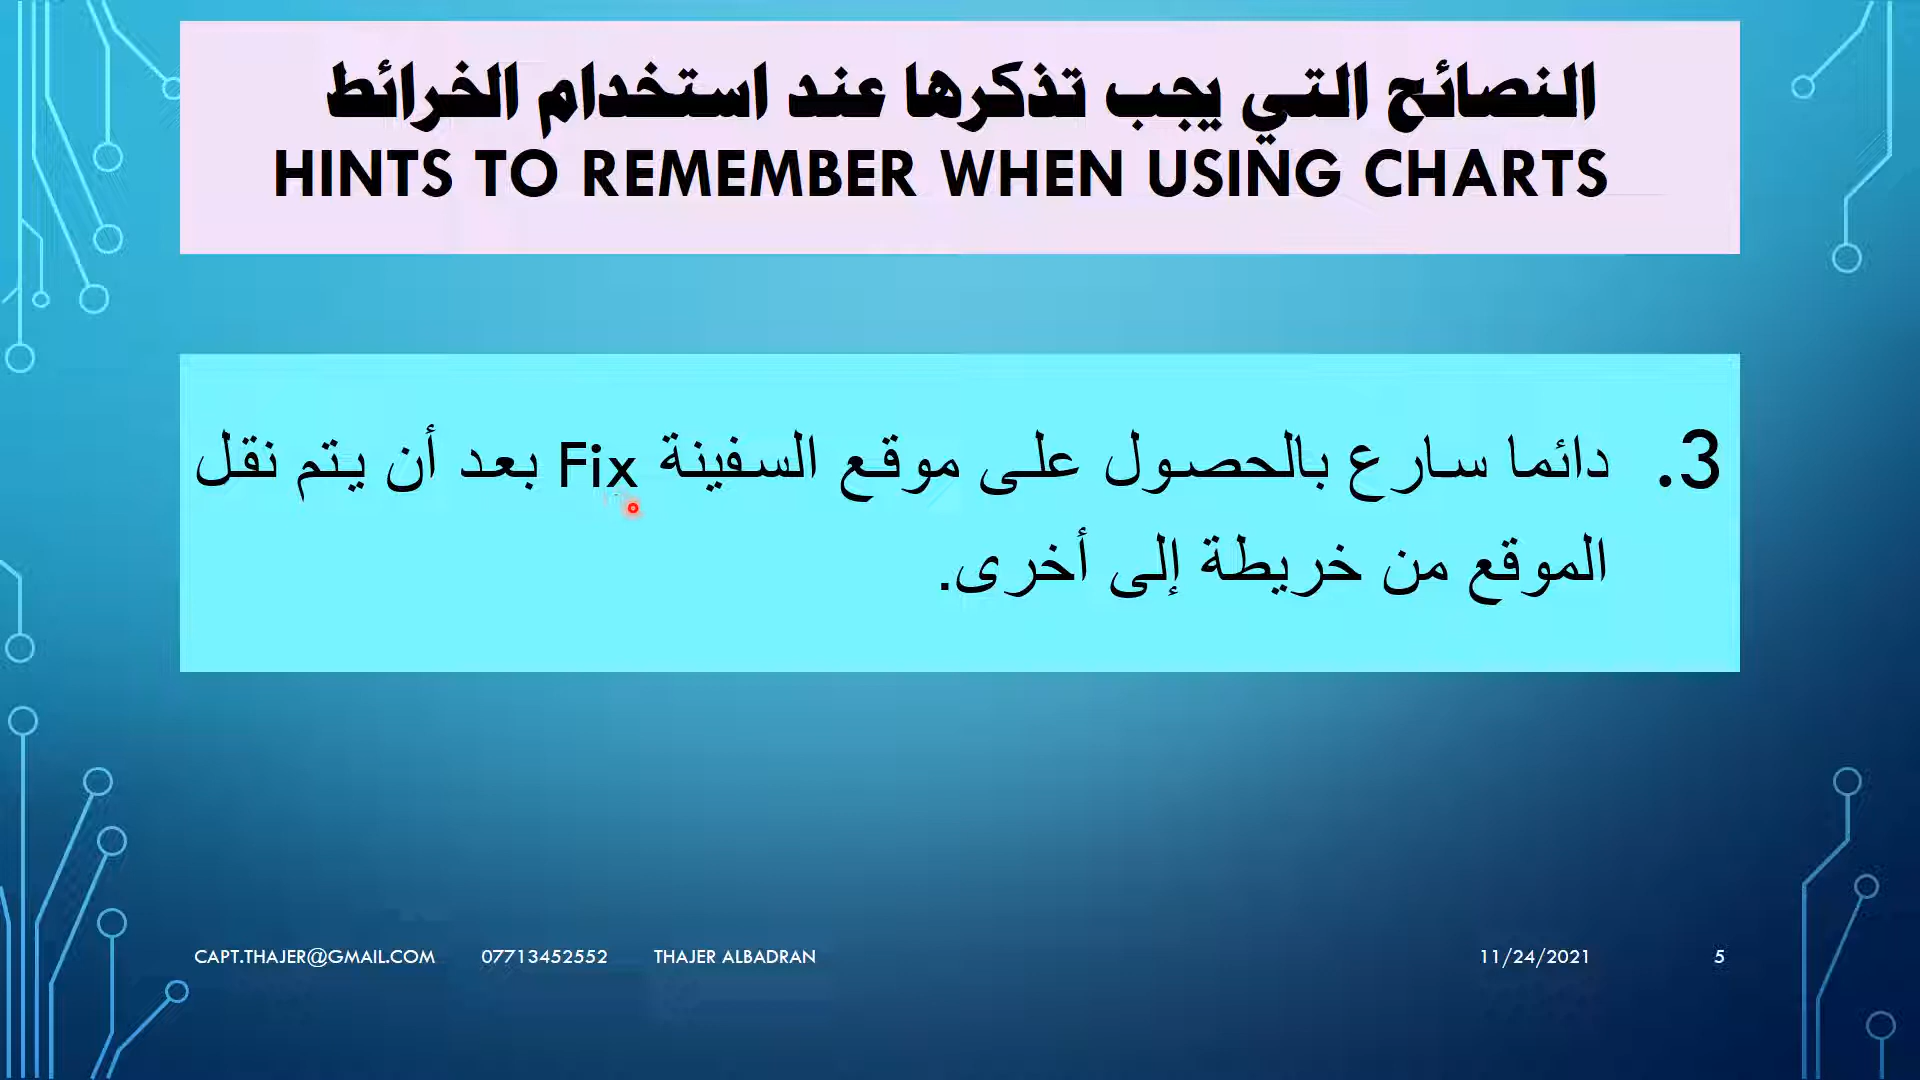 النصائح التي يجب تذكرها عند استخدام الخرائط
HINTS TO REMEMBER WHEN USING CHARTS
3. دائما سارع بالحصول على موقع السفينة Fix بعد أن يتم نقل
الموقع من خريطة إلى أخرى.
CAPT.THAJER@GMAIL.COM 07713452552 THAJER ALBADRAN 11/24/2021 5